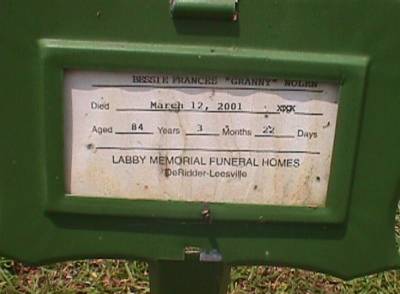 BESSIE FRANCES "GRANNY" NOLEN
Died March 12, 2001
Aged 84 Years 3 Months 22 Days
LABBY MEMORIAL FUNERAL HOMES
DeRidder-Leesville